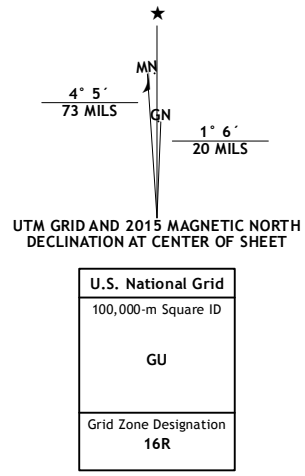 MN
4° 5´
73 MILS
GN
1° 6´
20 MILS
UTM GRID AND 2015 MAGNETIC NORTH
DECLINATION AT CENTER OF SHEET
U.S. National Grid
100,000-m Square ID
GU
Grid Zone Designation
16R